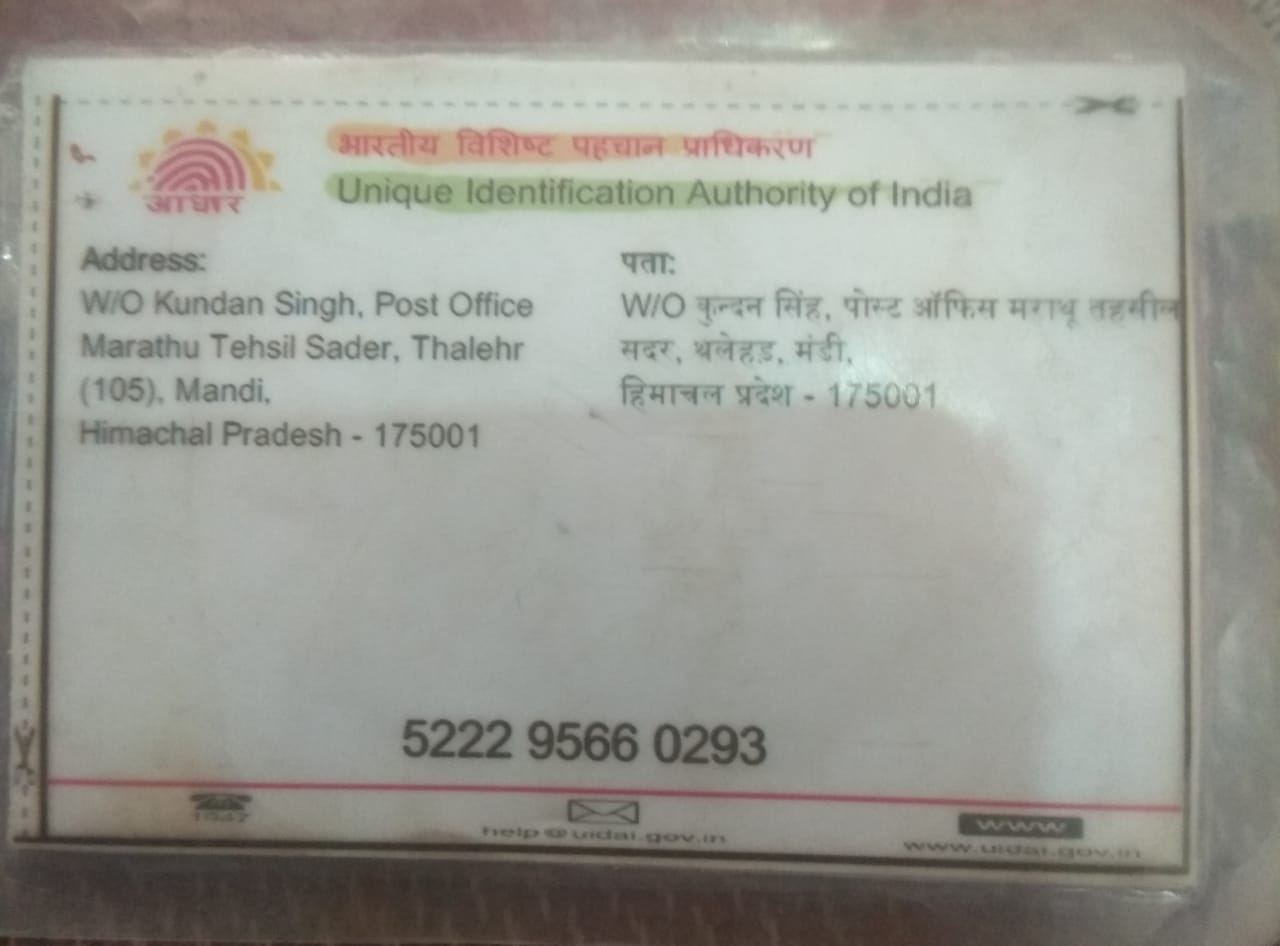 भारतीय विशिष्ट पहचान प्राधिकरण
Unique Identification Authority of India
आधार
Address:
W/O Kundan Singh, Post Office
Marathu Tehsil Sader, Thalehr
(105), Mandi,
Himachal Pradesh - 175001
पता:
W/O कुन्दन सिंह, पोस्ट ऑफिस मराथू तहसील
सदर, थलेहड़, मंडी,
हिमाचल प्रदेश - 175001
5222 9566 0293
1947
help@uidai.gov.in
WWW
www.uidai.gov.in